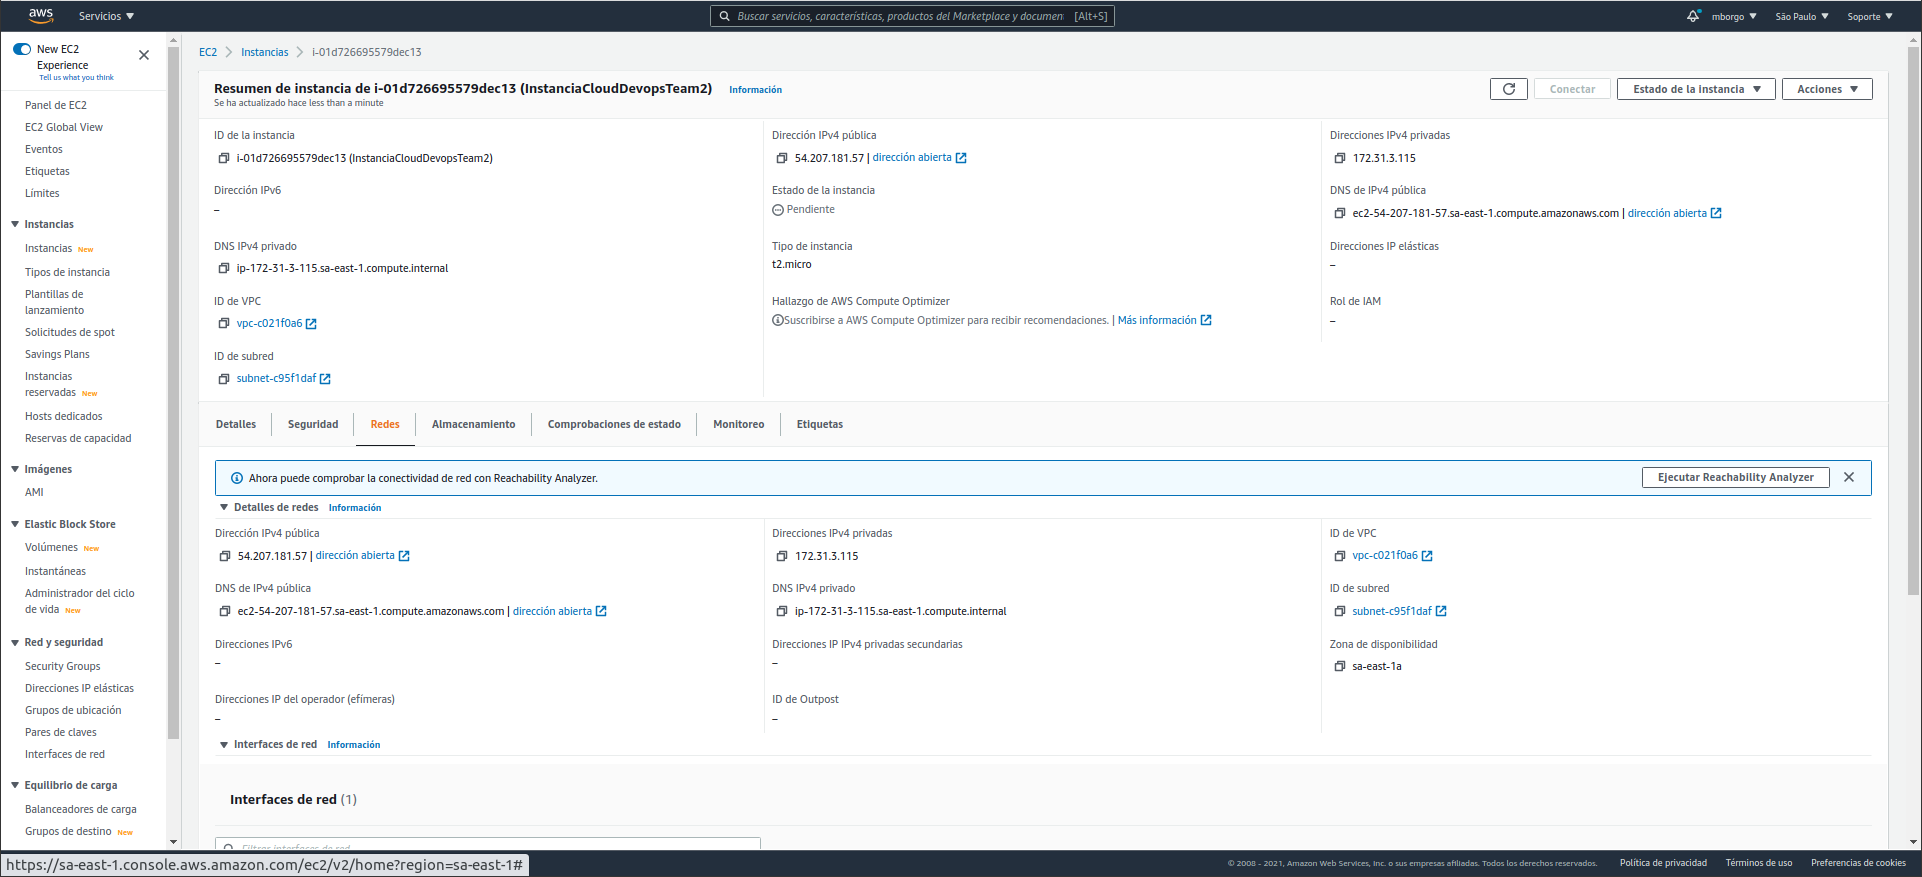 aws
Servicios
Buscar servicios, características, productos del Marketplace y documen [Alt+S]
mborgo
São Paulo
Soporte
New EC2
Experience
Tell us what you think
Panel de EC2
EC2 Global View
Eventos
Etiquetas
Límites
Instancias
Instancias New
Tipos de instancia
Plantillas de
lanzamiento
Solicitudes de spot
Savings Plans
Instancias
reservadas New
Hosts dedicados
Reservas de capacidad
Imágenes
AMI
Elastic Block Store
Volúmenes New
Instantáneas
Administrador del ciclo
de vida New
Red y seguridad
Security Groups
Direcciones IP elásticas
Grupos de ubicación
Pares de claves
Interfaces de red
Equilibrio de carga
Balanceadores de carga
Grupos de destino New
EC2 Instancias i-01d726695579dec13
Resumen de instancia de i-01d726695579dec13 (InstanciaCloudDevopsTeam2) Información
Se ha actualizado hace less than a minute
Conectar
Estado de la instancia
Acciones
ID de la instancia
i-01d726695579dec13 (InstanciaCloudDevopsTeam2)
Dirección IPv4 pública
54.207.181.57 | dirección abierta
Direcciones IPv4 privadas
172.31.3.115
Dirección IPv6
–
Estado de la instancia
Pendiente
DNS de IPv4 pública
ec2-54-207-181-57.sa-east-1.compute.amazonaws.com | dirección abierta
DNS IPv4 privado
ip-172-31-3-115.sa-east-1.compute.internal
Tipo de instancia
t2.micro
Direcciones IP elásticas
–
ID de VPC
vpc-c021f0a6
Hallazgo de AWS Compute Optimizer
Suscribirse a AWS Compute Optimizer para recibir recomendaciones. | Más información
Rol de IAM
–
ID de subred
subnet-c95f1daf
Detalles
Seguridad
Redes
Almacenamiento
Comprobaciones de estado
Monitoreo
Etiquetas
Ahora puede comprobar la conectividad de red con Reachability Analyzer.
Ejecutar Reachability Analyzer
Detalles de redes Información
Dirección IPv4 pública
54.207.181.57 | dirección abierta
Direcciones IPv4 privadas
172.31.3.115
ID de VPC
vpc-c021f0a6
DNS de IPv4 pública
ec2-54-207-181-57.sa-east-1.compute.amazonaws.com | dirección abierta
DNS IPv4 privado
ip-172-31-3-115.sa-east-1.compute.internal
ID de subred
subnet-c95f1daf
Direcciones IPv6
–
Direcciones IP IPv4 privadas secundarias
–
Zona de disponibilidad
sa-east-1a
Direcciones IP del operador (efímeras)
–
ID de Outpost
–
Interfaces de red Información
Interfaces de red (1)
Filtrar interfaces de red
https://sa-east-1.console.aws.amazon.com/ec2/v2/home?region=sa-east-1#
© 2008 - 2021, Amazon Web Services, Inc. o sus empresas afiliadas. Todos los derechos reservados.
Política de privacidad
Términos de uso
Preferencias de cookies